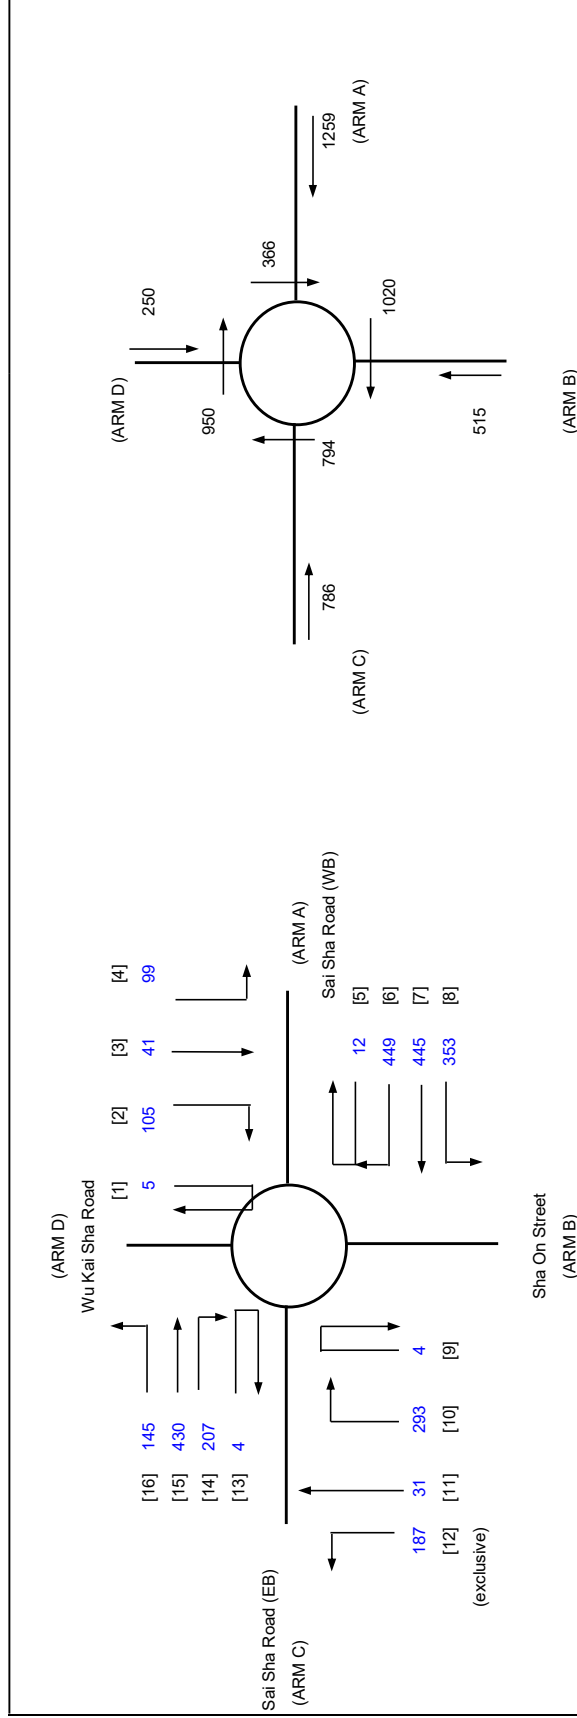 (ARM D)
Wu Kai Sha Road
[1] [2] [3] [4]
5 105 41 99
[16] 145
[15] 430
[14] 207
[13] 4
Sai Sha Road (EB)
(ARM C)
(ARM A)
Sai Sha Road (WB)
12 [5]
449 [6]
445 [7]
353 [8]
187 31 293 4
[12] [11] [10] [9]
(exclusive)
Sha On Street
(ARM B)
(ARM D)
250
950
366
1259
(ARM A)
794
786
(ARM C)
1020
515
(ARM B)